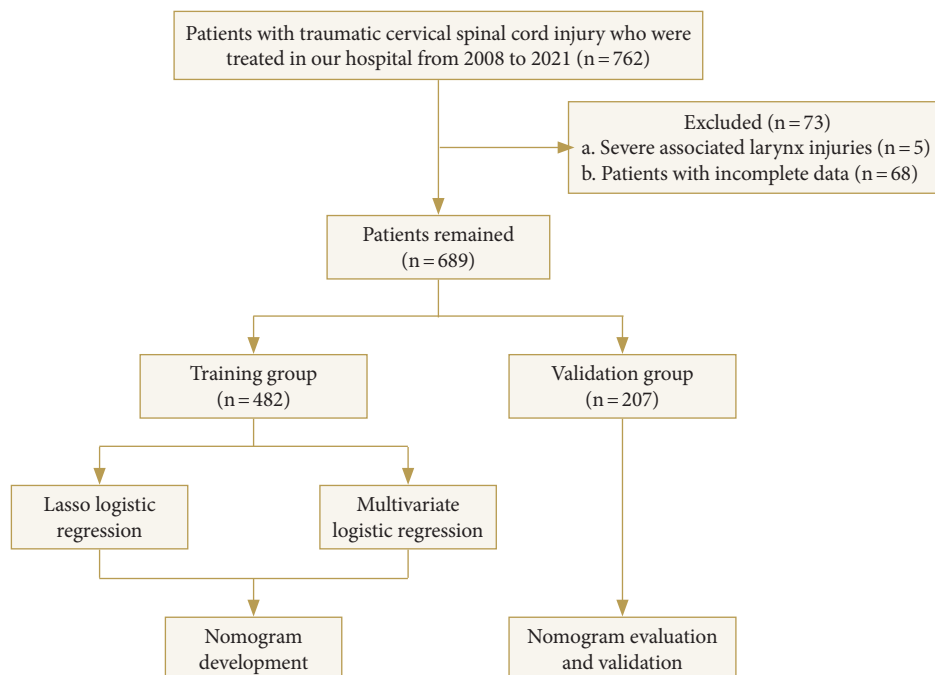 Patients with traumatic cervical spinal cord injury who were
treated in our hospital from 2008 to 2021 (n = 762)
Excluded (n = 73)
a. Severe associated larynx injuries (n = 5)
b. Patients with incomplete data (n = 68)
Patients remained
(n = 689)
Training group
(n = 482)
Validation group
(n = 207)
Lasso logistic
regression
Multivariate
logistic regression
Nomogram
development
Nomogram evaluation
and validation